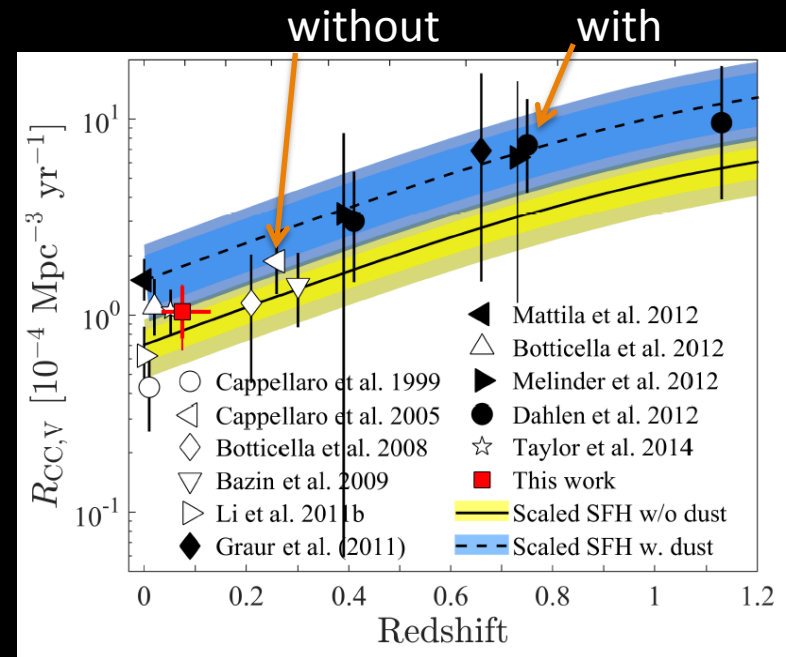 without with
10¹
10⁰
10⁻¹
R_CC,V [10⁻⁴ Mpc⁻³ yr⁻¹]
Mattila et al. 2012
Botticella et al. 2012
Cappellaro et al. 1999 Melinder et al. 2012
Cappellaro et al. 2005 Dahlen et al. 2012
Botticella et al. 2008 Taylor et al. 2014
Bazin et al. 2009 This work
Li et al. 2011b Scaled SFH w/o dust
Graur et al. (2011) Scaled SFH w. dust
0 0.2 0.4 0.6 0.8 1 1.2
Redshift